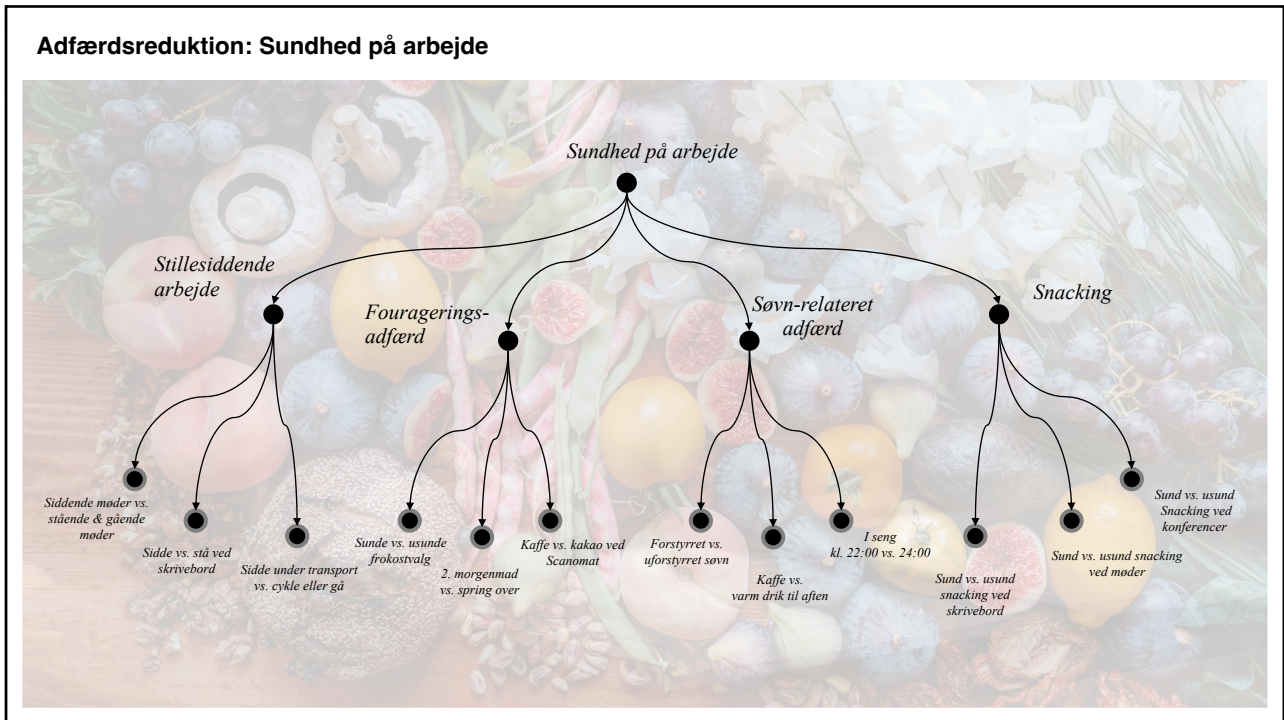 Adfærdsreduktion: Sundhed på arbejde
Sundhed på arbejde
Stillesiddende
arbejde
Fouragerings-
adfærd
Søvn-relateret
adfærd
Snacking
Siddende møder vs.
stående & gående
møder
Sidde vs. stå ved
skrivebord
Sidde under transport
vs. cykle eller gå
Sunde vs. usunde
frokostvalg
2. morgenmad
vs. spring over
Kaffe vs. kakao ved
Scanomat
Forstyrret vs.
uforstyrret søvn
Kaffe vs.
varm drik til aften
I seng
kl. 22:00 vs. 24:00
Sund vs. usund
snacking ved
skrivebord
Sund vs. usund snacking
ved møder
Sund vs. usund
Snacking ved
konferencer